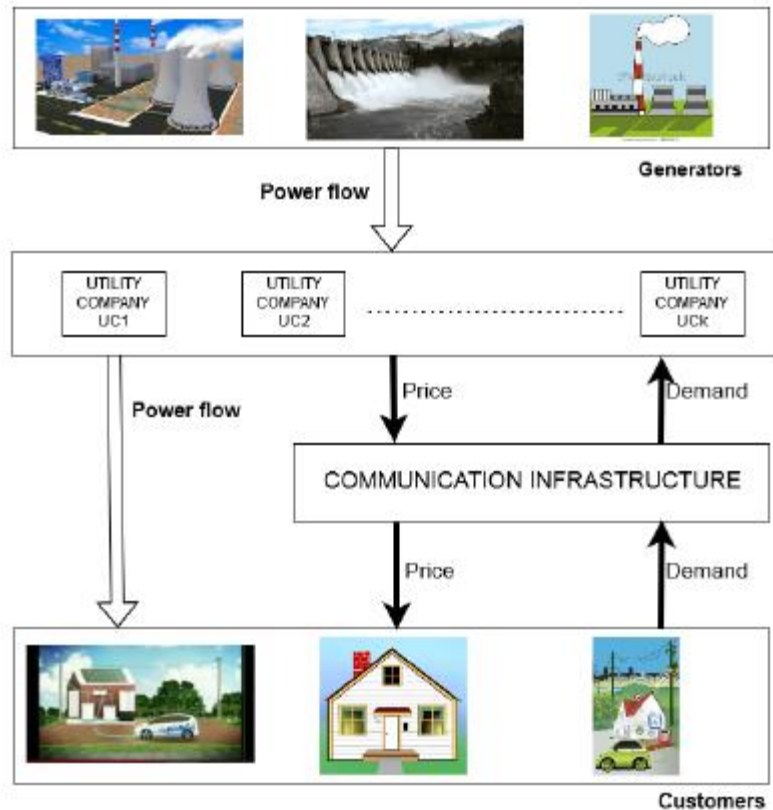 Generators
Power flow
UTILITY
COMPANY
UC1
UTILITY
COMPANY
UC2
UTILITY
COMPANY
UCk
Power flow
Price
Demand
COMMUNICATION INFRASTRUCTURE
Price
Demand
Customers